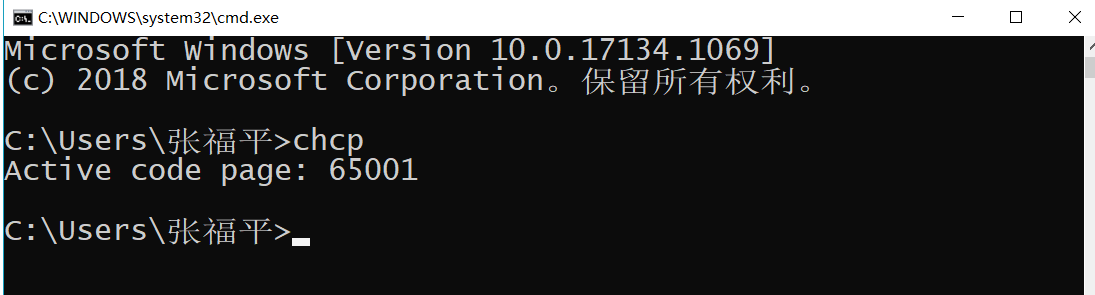 C:\WINDOWS\system32\cmd.exe
Microsoft Windows [Version 10.0.17134.1069]
(c) 2018 Microsoft Corporation。保留所有权利。
C:\Users\张福平>chcp
Active code page: 65001
C:\Users\张福平>